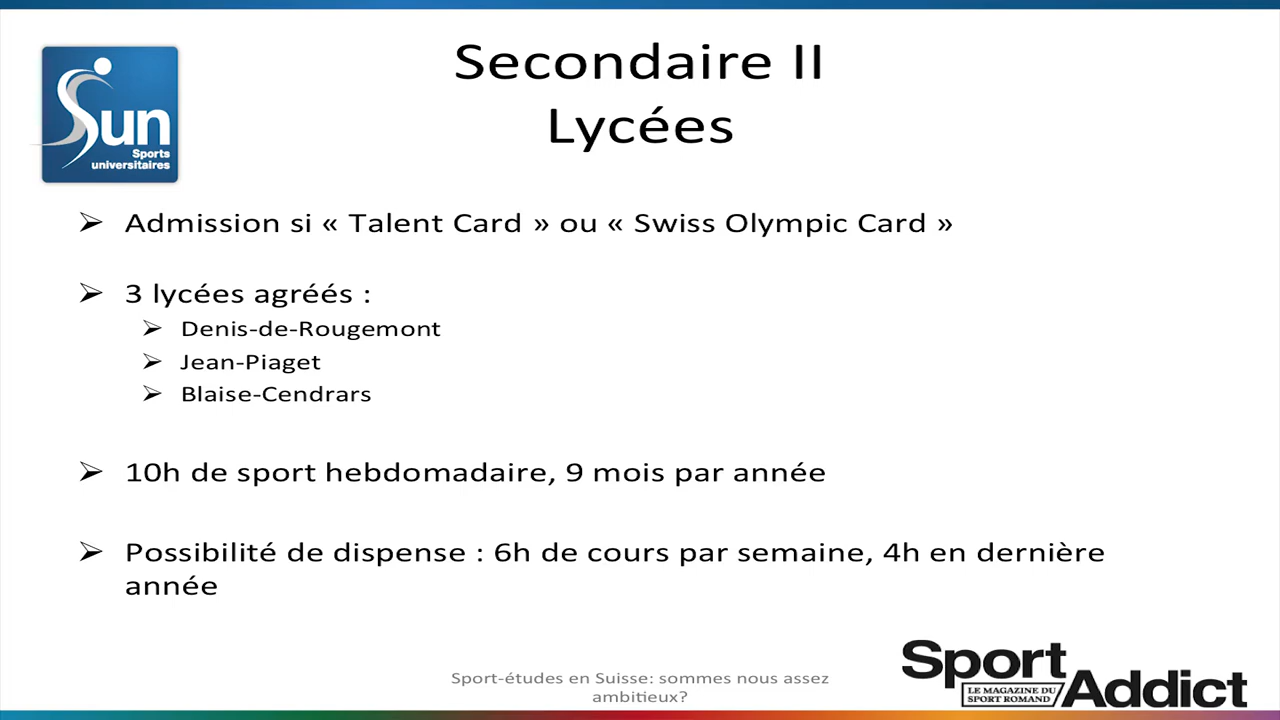 Secondaire II
Lycées
Sun
Sports
universitaires
➢ Admission si « Talent Card » ou « Swiss Olympic Card »
➢ 3 lycées agréés :
➢ Denis-de-Rougemont
➢ Jean-Piaget
➢ Blaise-Cendrars
➢ 10h de sport hebdomadaire, 9 mois par année
➢ Possibilité de dispense : 6h de cours par semaine, 4h en dernière
année
Sport-études en Suisse: sommes nous assez
ambitieux?
Sport
Addict
LE MAGAZINE DU
SPORT ROMAND